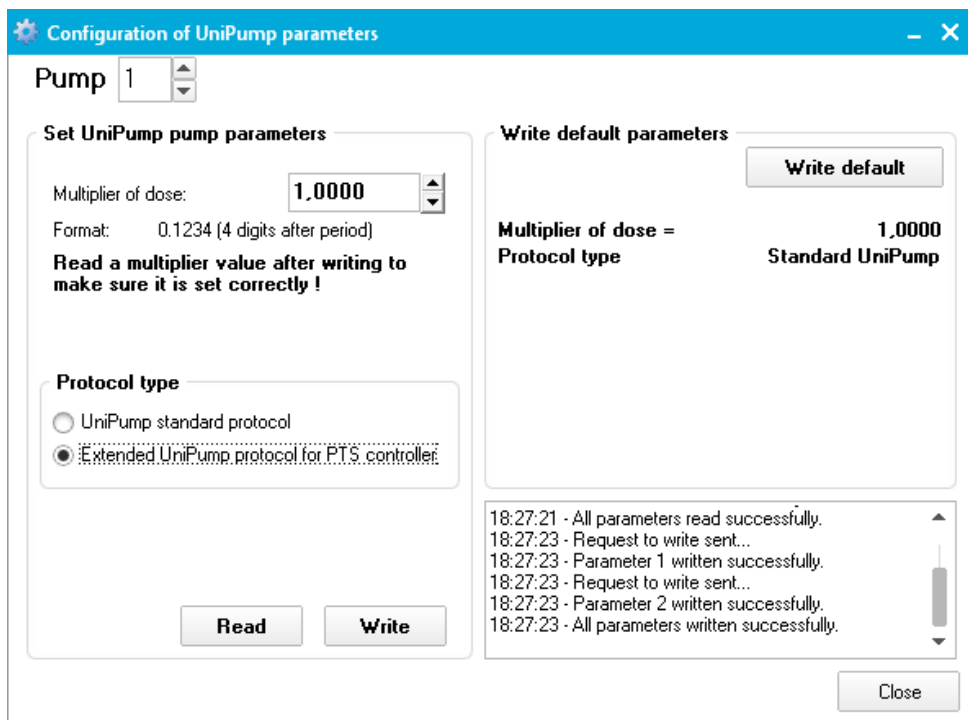 Configuration of UniPump parameters
Pump 1
Set UniPump pump parameters
Multiplier of dose: 1,0000
Format: 0.1234 (4 digits after period)
Read a multiplier value after writing to
make sure it is set correctly !
Protocol type
UniPump standard protocol
Extended UniPump protocol for PTS controller
Read Write
Write default parameters
Write default
Multiplier of dose = 1,0000
Protocol type Standard UniPump
18:27:21 - All parameters read successfully.
18:27:23 - Request to write sent...
18:27:23 - Parameter 1 written successfully.
18:27:23 - Request to write sent...
18:27:23 - Parameter 2 written successfully.
18:27:23 - All parameters written successfully.
Close